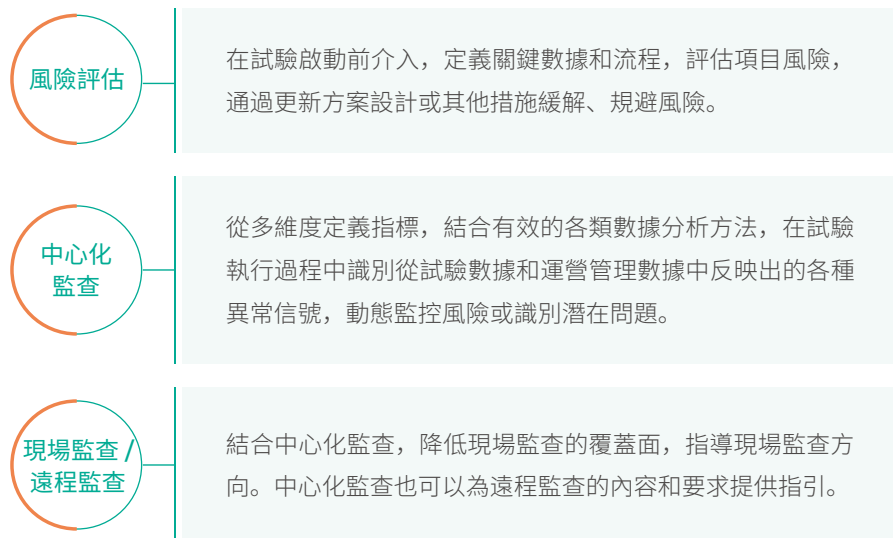 風險評估
在試驗啟動前介入，定義關鍵數據和流程，評估項目風險，
通過更新方案設計或其他措施緩解、規避風險。
中心化
監查
從多維度定義指標，結合有效的各類數據分析方法，在試驗
執行過程中識別從試驗數據和運營管理數據中反映出的各種
異常信號，動態監控風險或識別潛在問題。
現場監查 /
遠程監查
結合中心化監查，降低現場監查的覆蓋面，指導現場監查方
向。中心化監查也可以為遠程監查的內容和要求提供指引。